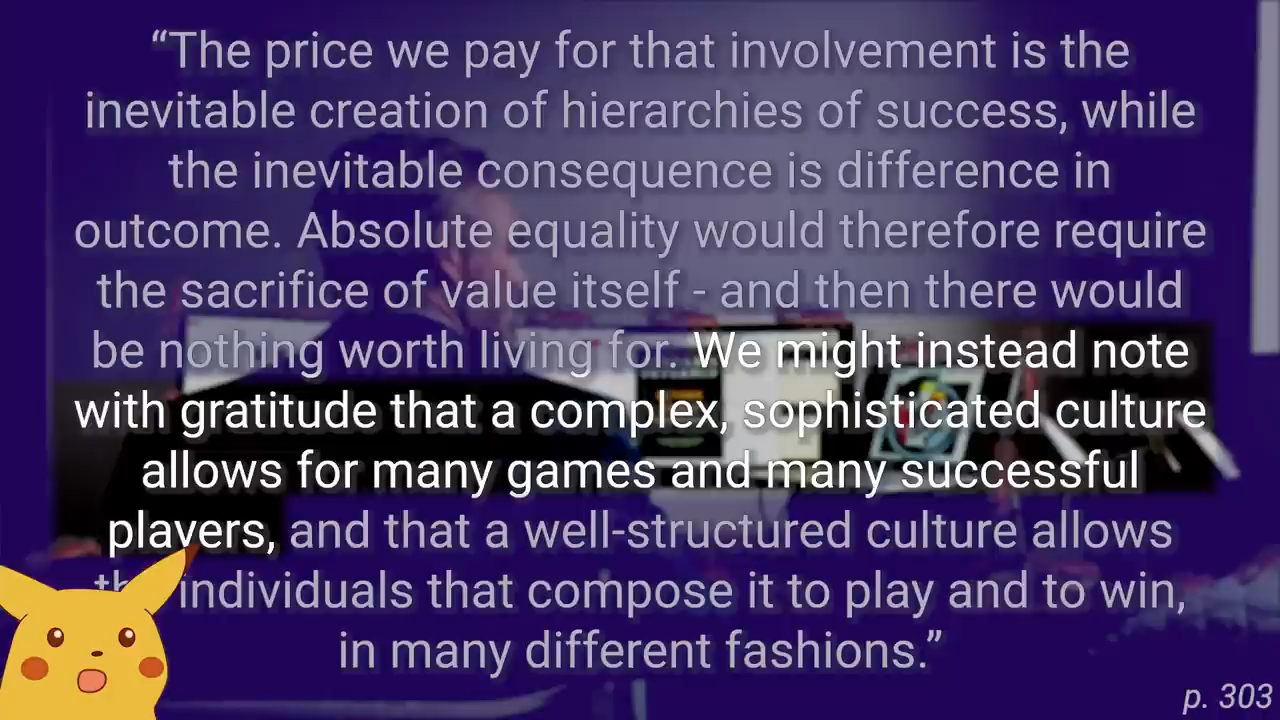 “The price we pay for that involvement is the
inevitable creation of hierarchies of success, while
the inevitable consequence is difference in
outcome. Absolute equality would therefore require
the sacrifice of value itself - and then there would
be nothing worth living for. We might instead note
with gratitude that a complex, sophisticated culture
allows for many games and many successful
players, and that a well-structured culture allows
individuals that compose it to play and to win,
in many different fashions.”
p. 303